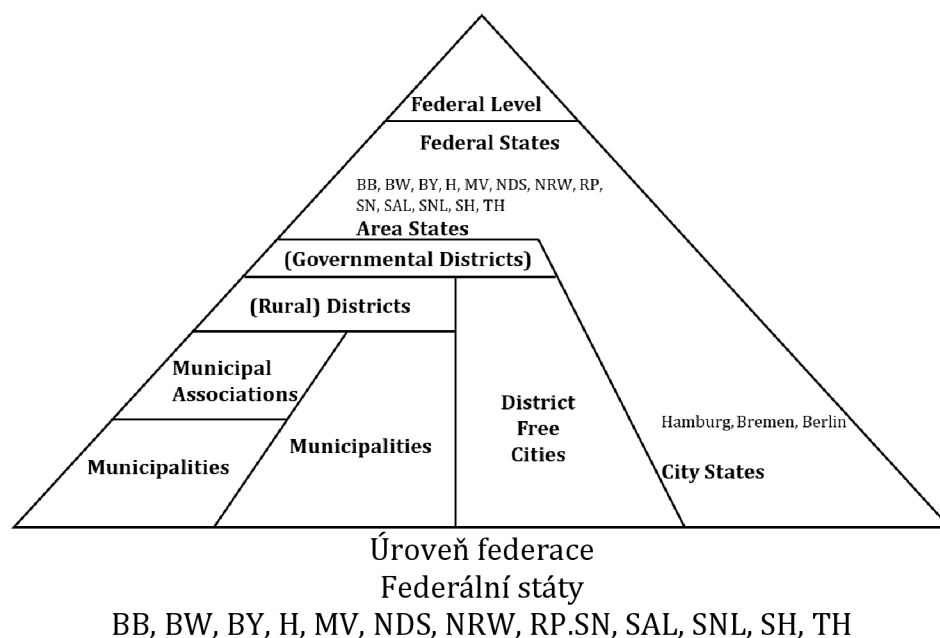 Federal Level
Federal States
BB, BW, BY, H, MV, NDS, NRW, RP,
SN, SAL, SNL, SH, TH
Area States
(Governmental Districts)
(Rural) Districts
Municipal
Associations
Municipalities
Municipalities
District
Free
Cities
Hamburg, Bremen, Berlin
City States
Úroveň federace
Federální státy
BB, BW, BY, H, MV, NDS, NRW, RP.SN, SAL, SNL, SH, TH